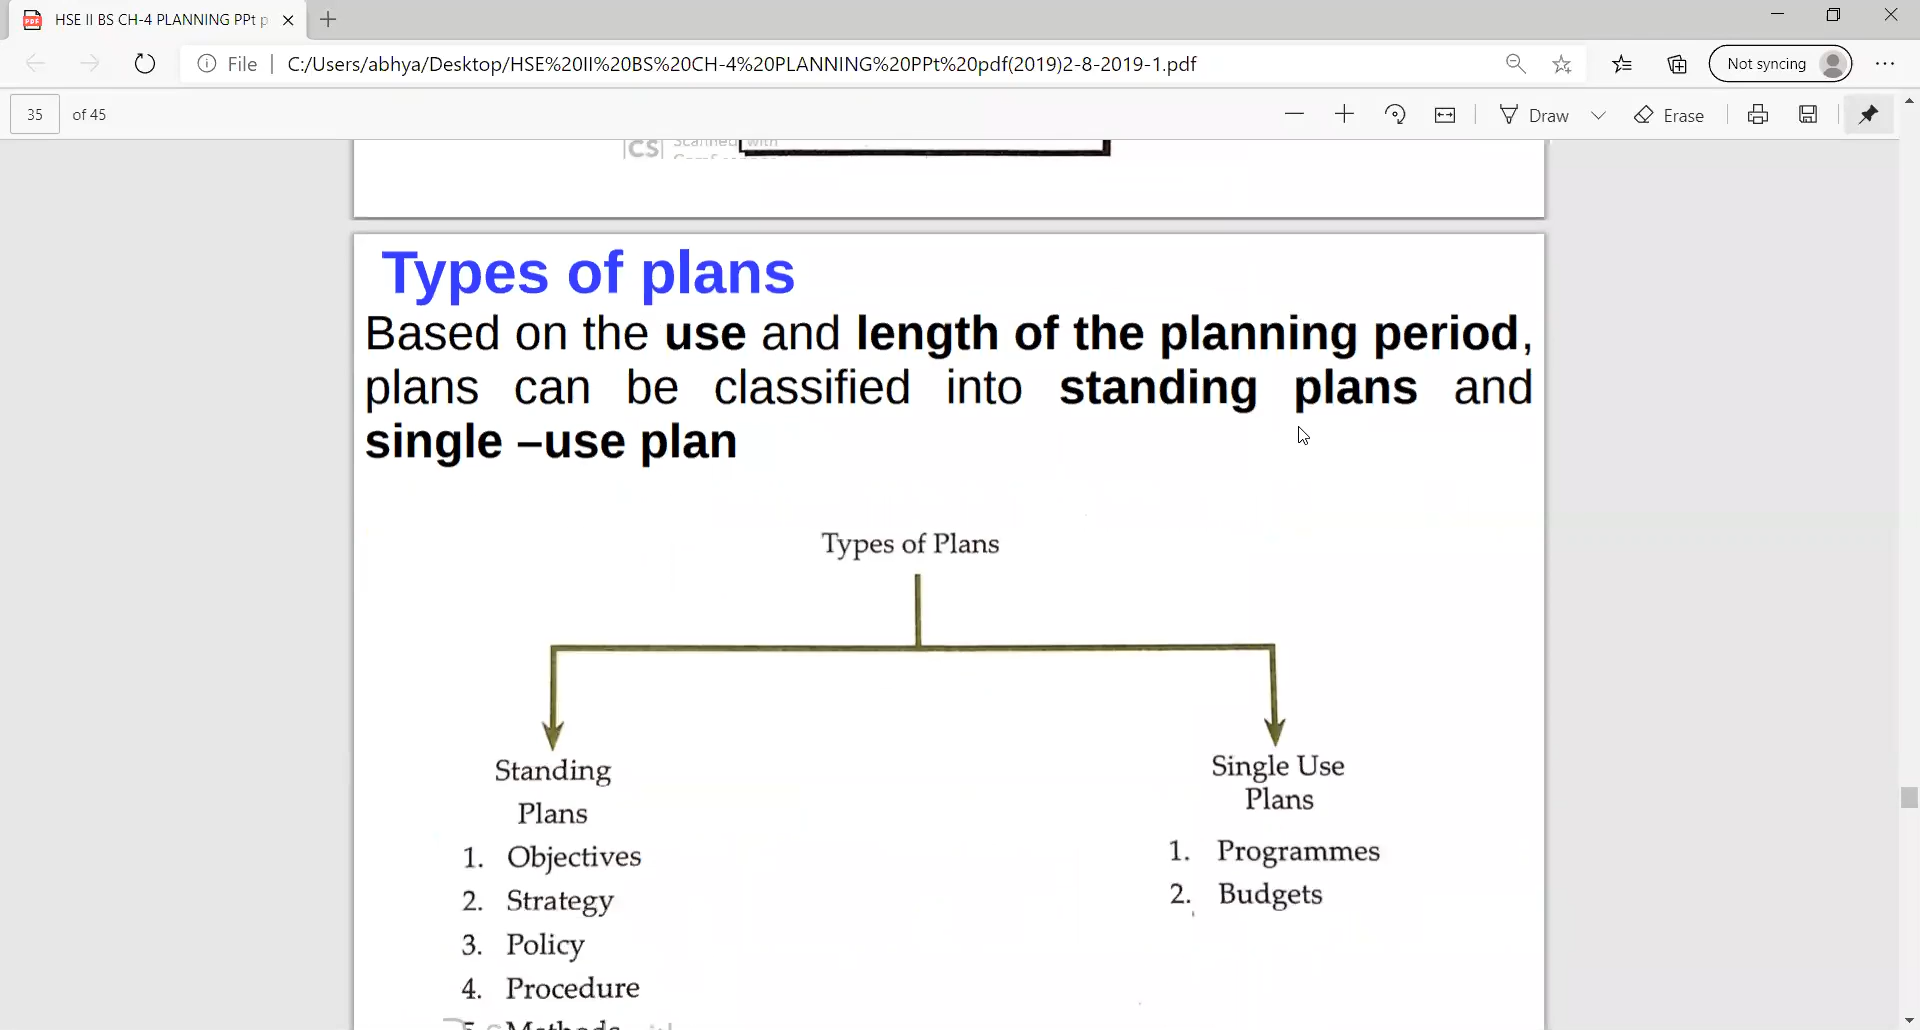 HSE II BS CH-4 PLANNING PPt p
File
C:/Users/abhya/Desktop/HSE%20II%20BS%20CH-4%20PLANNING%20PPt%20pdf(2019)2-8-2019-1.pdf
Not syncing
35 of 45
Draw
Erase
CS Scanned with
Types of plans
Based on the use and length of the planning period,
plans can be classified into standing plans and
single –use plan
Types of Plans
Standing
Plans
1. Objectives
2. Strategy
3. Policy
4. Procedure
Single Use
Plans
1. Programmes
2. Budgets